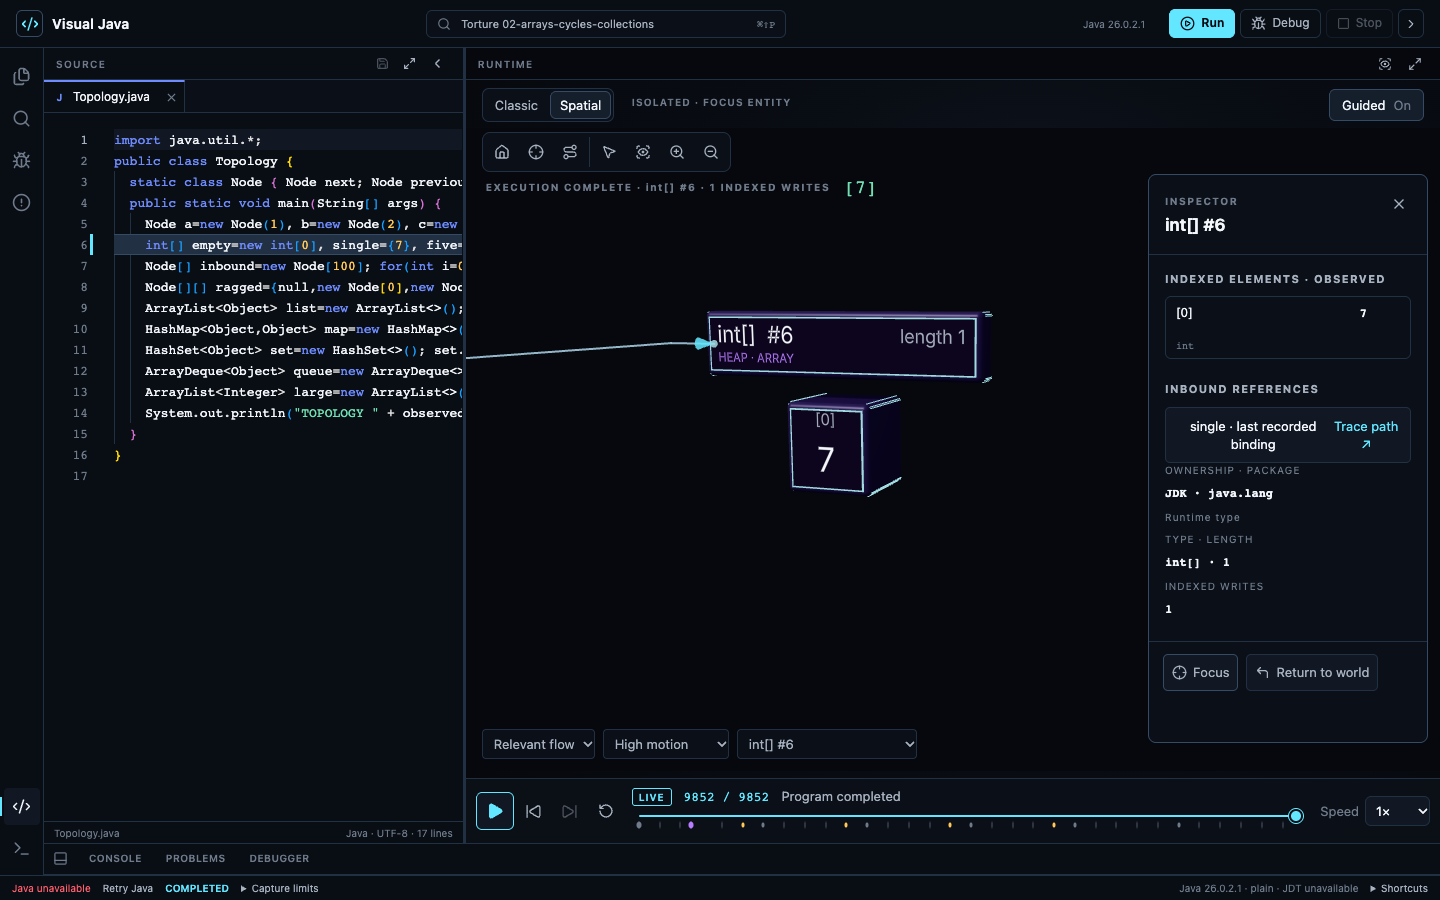 Visual Java
Torture 02-arrays-cycles-collections
⌘⇧P
Java 26.0.2.1
Run
Debug
Stop
SOURCE
J Topology.java
1 import java.util.*;
2 public class Topology {
3 static class Node { Node next; Node previou
4 public static void main(String[] args) {
5 Node a=new Node(1), b=new Node(2), c=new
6 int[] empty=new int[0], single={7}, five=
7 Node[] inbound=new Node[100]; for(int i=0
8 Node[][] ragged={null,new Node[0],new Nod
9 ArrayList<Object> list=new ArrayList<>();
10 HashMap<Object,Object> map=new HashMap<>(
11 HashSet<Object> set=new HashSet<>(); set.
12 ArrayDeque<Object> queue=new ArrayDeque<>
13 ArrayList<Integer> large=new ArrayList<>(
14 System.out.println("TOPOLOGY " + observed
15 }
16 }
17
Topology.java
Java · UTF-8 · 17 lines
RUNTIME
Classic
Spatial
ISOLATED · FOCUS ENTITY
Guided On
EXECUTION COMPLETE · int[] #6 · 1 INDEXED WRITES [7]
int[] #6
length 1
HEAP · ARRAY
[0]
7
INSPECTOR
int[] #6
INDEXED ELEMENTS · OBSERVED
[0] 7
int
INBOUND REFERENCES
single · last recorded binding
Trace path ↗
OWNERSHIP · PACKAGE
JDK · java.lang
Runtime type
TYPE · LENGTH
int[] · 1
INDEXED WRITES
1
Focus
Return to world
Relevant flow
High motion
int[] #6
LIVE 9852 / 9852 Program completed
Speed 1×
CONSOLE
PROBLEMS
DEBUGGER
Java unavailable
Retry Java
COMPLETED
Capture limits
Java 26.0.2.1 · plain · JDT unavailable
Shortcuts